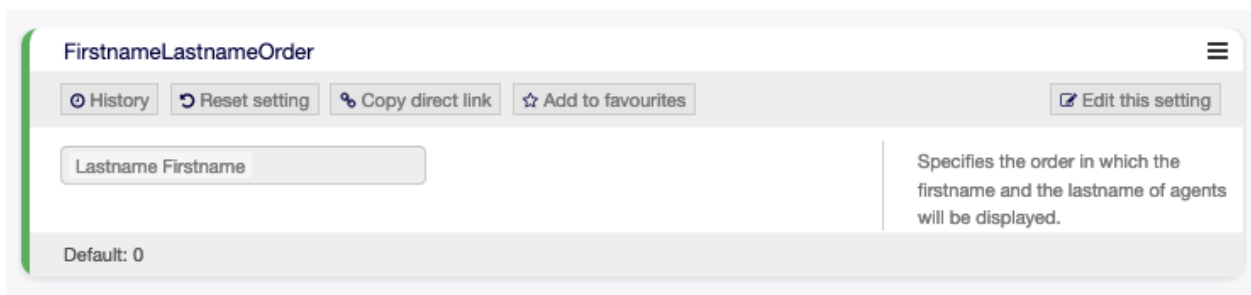 FirstnameLastnameOrder
History Reset setting Copy direct link Add to favourites Edit this setting
Lastname Firstname
Specifies the order in which the
firstname and the lastname of agents
will be displayed.
Default: 0